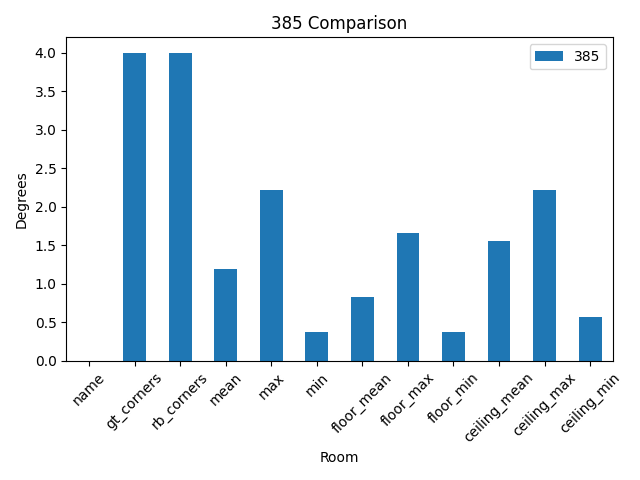 385 Comparison
385
Degrees
4.0
3.5
3.0
2.5
2.0
1.5
1.0
0.5
0.0
name
gt_corners
rb_corners
mean
max
min
floor_mean
floor_max
floor_min
ceiling_mean
ceiling_max
ceiling_min
Room